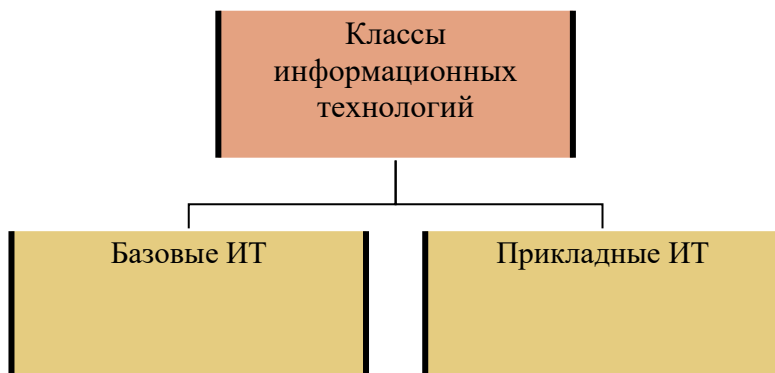 Классы
информационных
технологий
Базовые ИТ
Прикладные ИТ